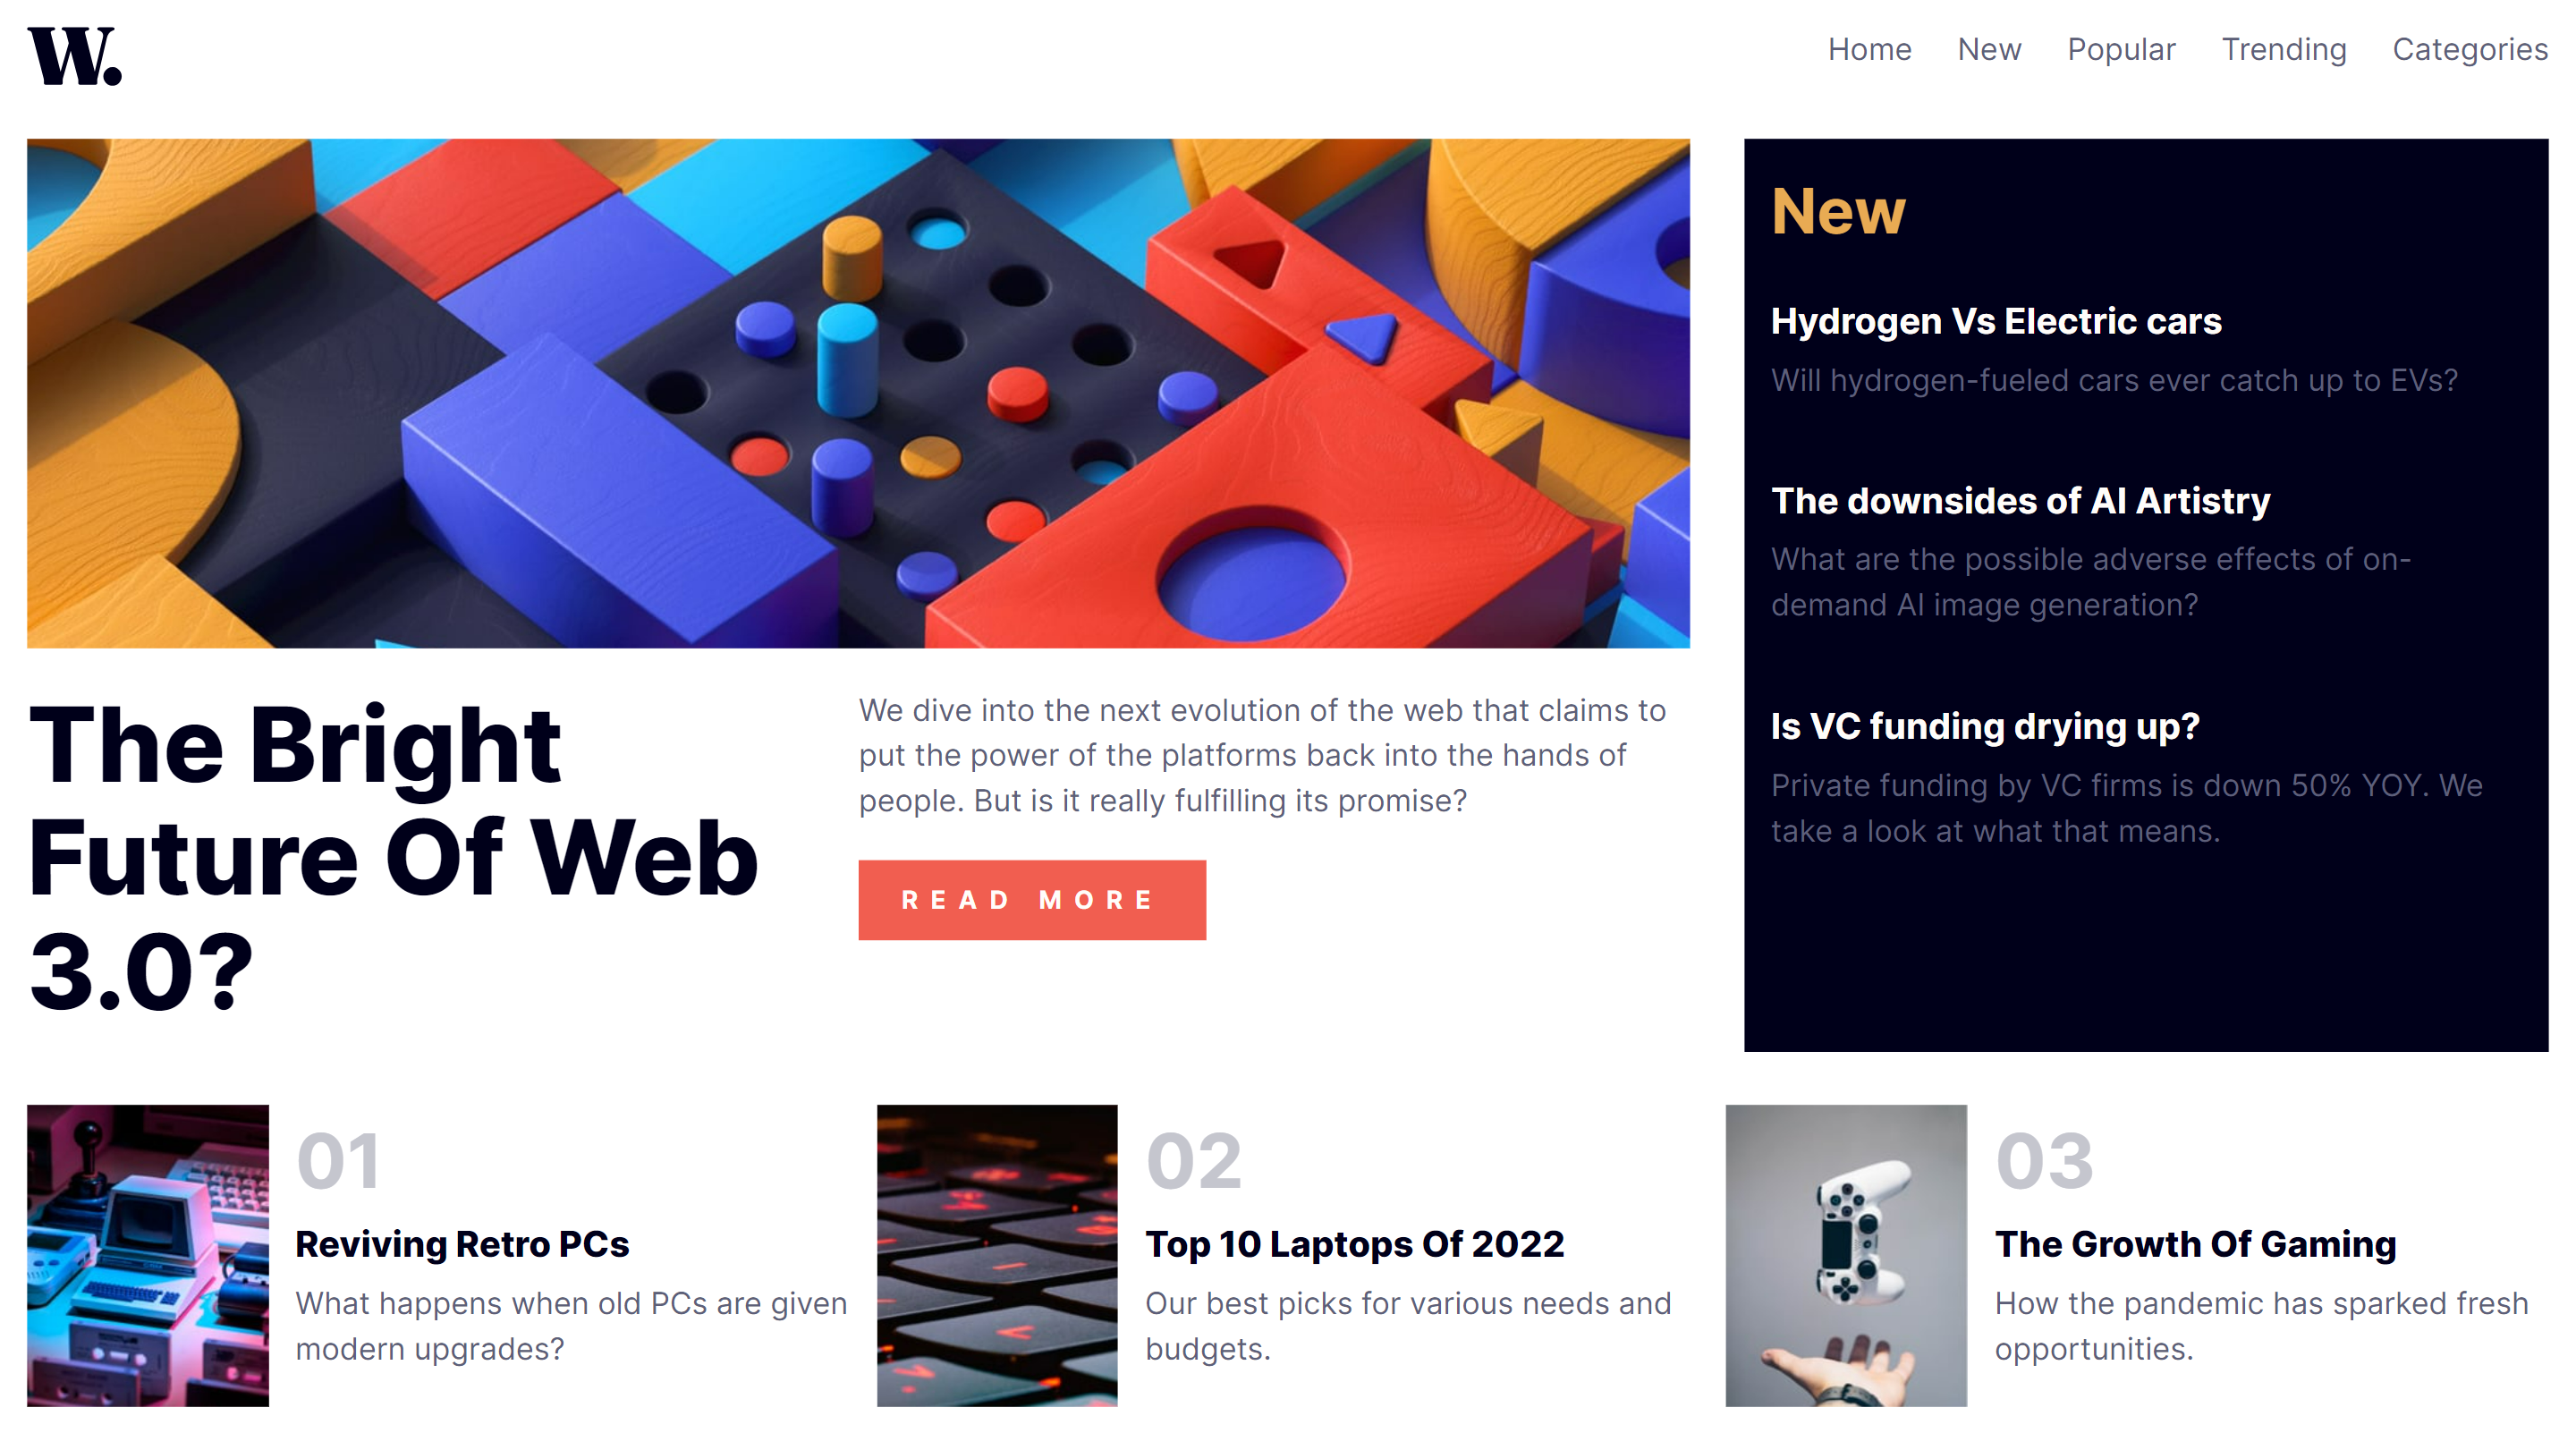 W.
Home New Popular Trending Categories
New
Hydrogen Vs Electric cars
Will hydrogen-fueled cars ever catch up to EVs?
The downsides of AI Artistry
What are the possible adverse effects of on-
demand AI image generation?
Is VC funding drying up?
Private funding by VC firms is down 50% YOY. We
take a look at what that means.
The Bright
Future Of Web
3.0?
We dive into the next evolution of the web that claims to
put the power of the platforms back into the hands of
people. But is it really fulfilling its promise?
READ MORE
01
Reviving Retro PCs
What happens when old PCs are given
modern upgrades?
02
Top 10 Laptops Of 2022
Our best picks for various needs and
budgets.
03
The Growth Of Gaming
How the pandemic has sparked fresh
opportunities.